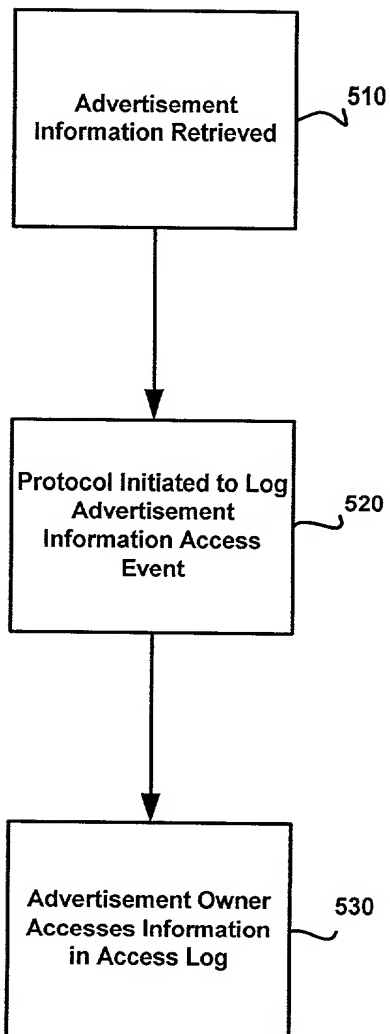 Advertisement
Information Retrieved
510
Protocol Initiated to Log
Advertisement
Information Access
Event
520
Advertisement Owner
Accesses Information
in Access Log
530